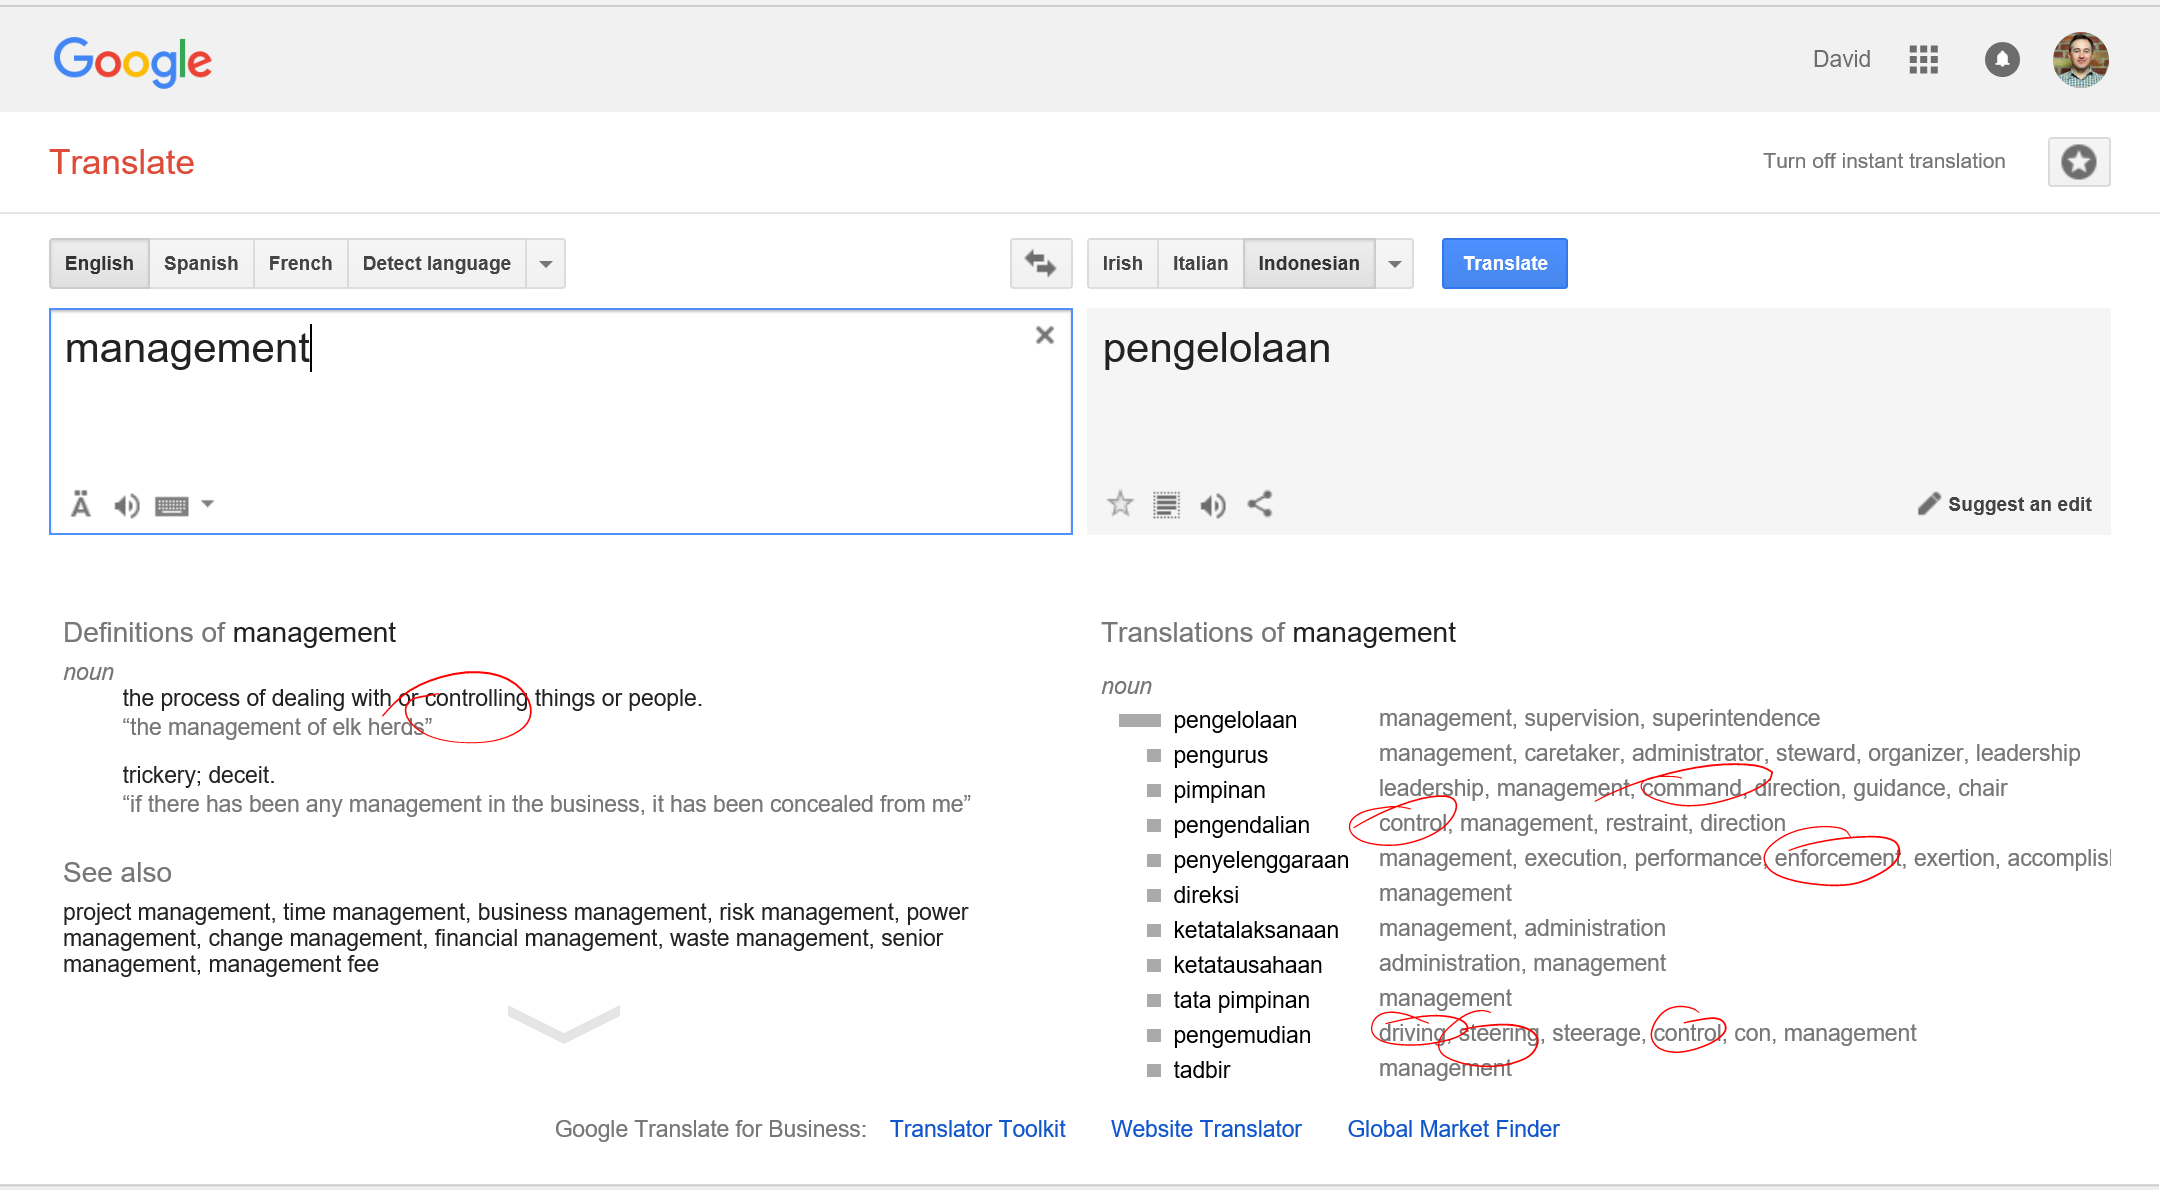 Google
David
Translate
Turn off instant translation
English Spanish French Detect language
Irish Italian Indonesian
Translate
management
pengelolaan
Ä
Suggest an edit
Definitions of management
noun
the process of dealing with or controlling things or people.
“the management of elk herds”
trickery; deceit.
“if there has been any management in the business, it has been concealed from me”
See also
project management, time management, business management, risk management, power
management, change management, financial management, waste management, senior
management, management fee
Translations of management
noun
pengelolaan management, supervision, superintendence
pengurus management, caretaker, administrator, steward, organizer, leadership
pimpinan leadership, management, command, direction, guidance, chair
pengendalian control, management, restraint, direction
penyelenggaraan management, execution, performance, enforcement, exertion, accomplis
direksi management
ketatalaksanaan management, administration
ketatausahaan administration, management
tata pimpinan management
pengemudian driving, steering, steerage, control, con, management
tadbir management
Google Translate for Business: Translator Toolkit Website Translator Global Market Finder